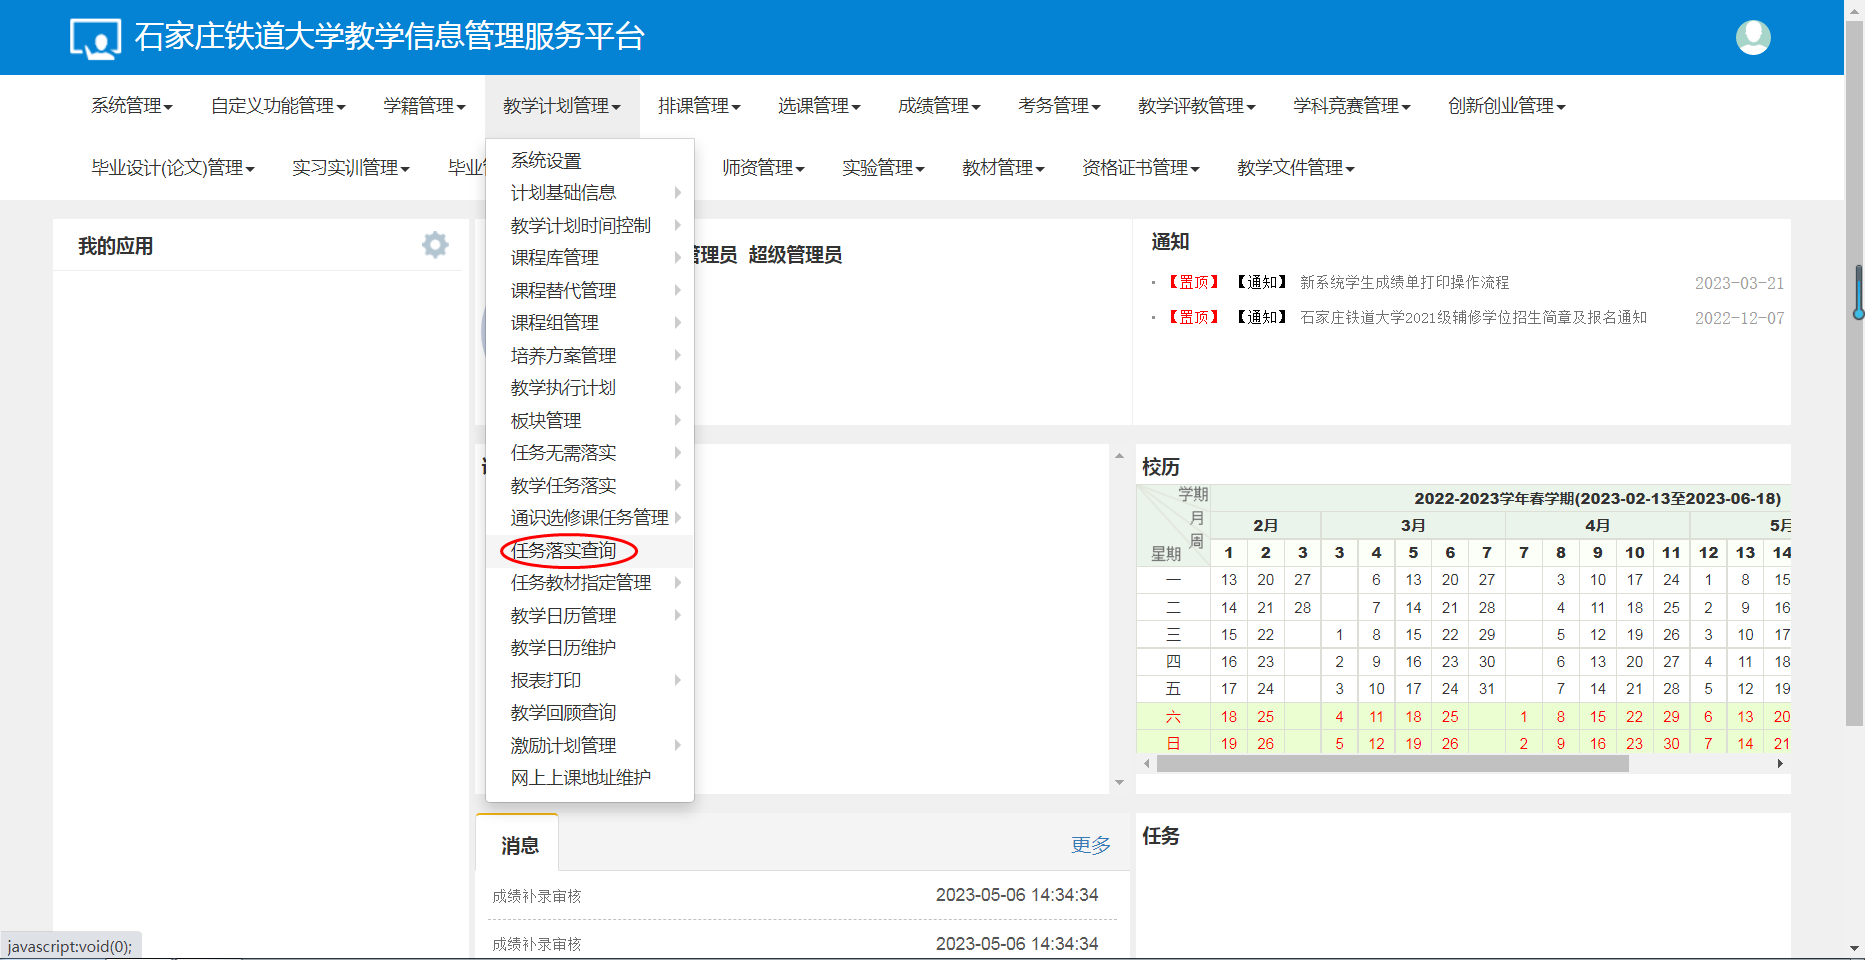 石家庄铁道大学教学信息管理服务平台
系统管理 自定义功能管理 学籍管理 教学计划管理 排课管理 选课管理 成绩管理 考务管理 教学评教管理 学科竞赛管理 创新创业管理
毕业设计(论文)管理 实习实训管理 毕业 师资管理 实验管理 教材管理 资格证书管理 教学文件管理
系统设置
计划基础信息
教学计划时间控制
课程库管理
课程替代管理
课程组管理
培养方案管理
教学执行计划
板块管理
任务无需落实
教学任务落实
通识选修课任务管理
任务落实查询
任务教材指定管理
教学日历管理
教学日历维护
报表打印
教学回顾查询
激励计划管理
网上上课地址维护
我的应用
管理员 超级管理员
通知
【置顶】 【通知】 新系统学生成绩单打印操作流程 2023-03-21
【置顶】 【通知】 石家庄铁道大学2021级辅修学位招生简章及报名通知 2022-12-07
校历
学期 2022-2023学年春学期(2023-02-13至2023-06-18)
月 2月 3月 4月 5月
周
星期 1 2 3 3 4 5 6 7 7 8 9 10 11 12 13 14
一 13 20 27 6 13 20 27 3 10 17 24 1 8 15
二 14 21 28 7 14 21 28 4 11 18 25 2 9 16
三 15 22 1 8 15 22 29 5 12 19 26 3 10 17
四 16 23 2 9 16 23 30 6 13 20 27 4 11 18
五 17 24 3 10 17 24 31 7 14 21 28 5 12 19
六 18 25 4 11 18 25 1 8 15 22 29 6 13 20
日 19 26 5 12 19 26 2 9 16 23 30 7 14 21
消息 更多
成绩补录审核 2023-05-06 14:34:34
成绩补录审核 2023-05-06 14:34:34
任务
javascript:void(0);